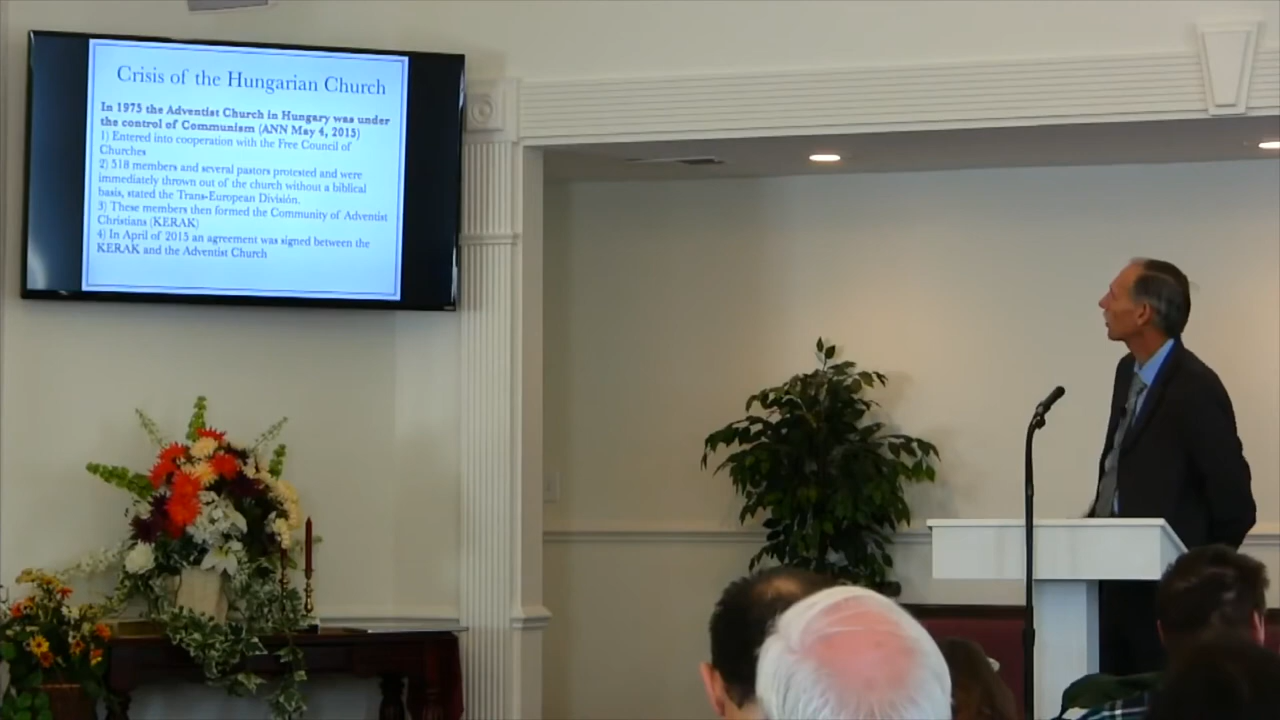 Crisis of the Hungarian Church
In 1975 the Adventist Church in Hungary was under
the control of Communism (ANN May 4, 2015)
1) Entered into cooperation with the Free Council of
Churches
2) 518 members and several pastors protested and were
immediately thrown out of the church without a biblical
basis, stated the Trans-European División.
3) These members then formed the Community of Adventist
Christians (KERAK)
4) In April of 2015 an agreement was signed between the
KERAK and the Adventist Church